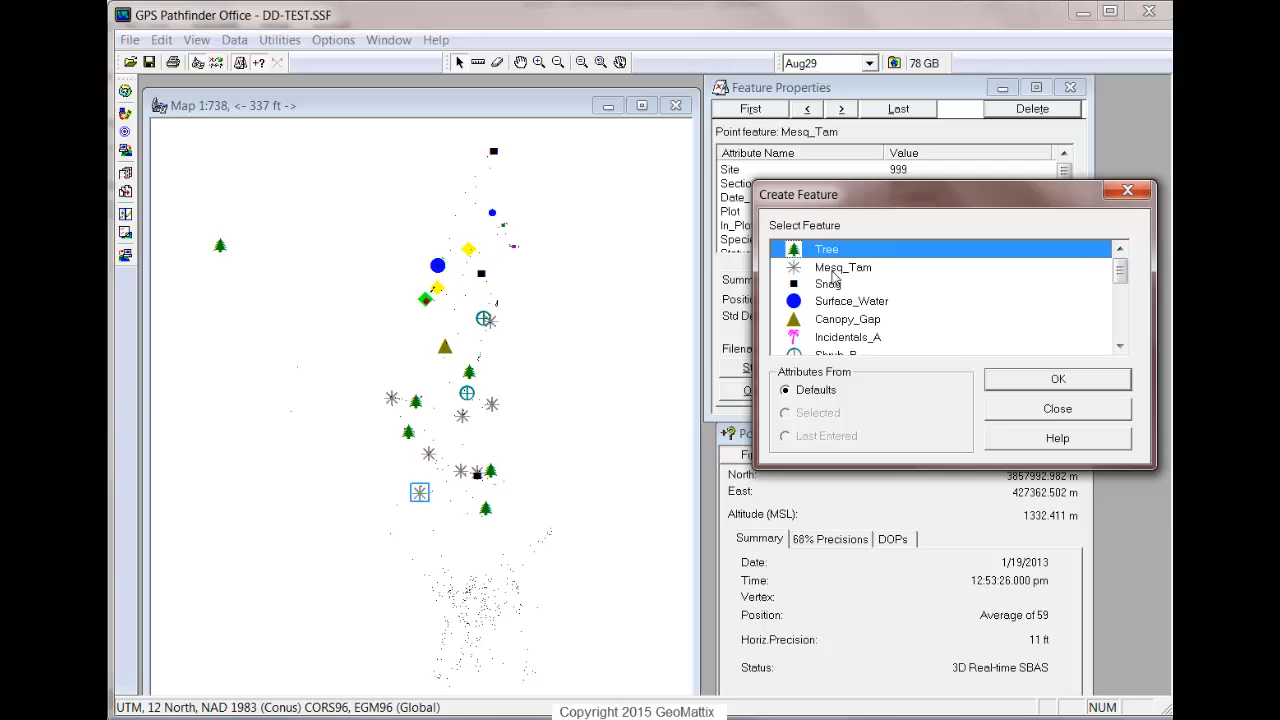 GPS Pathfinder Office - DD-TEST.SSF
File Edit View Data Utilities Options Window Help
Aug29 78 GB
Map 1:738, <- 337 ft ->
Feature Properties
First < > Last Delete
Point feature: Mesq_Tam
Attribute Name Value
Site 999
Date_
Plot
In_Plot
Create Feature
Select Feature
Tree
Mesq_Tam
Snag
Surface_Water
Canopy_Gap
Incidentals_A
Shrub_B
Attributes From
Defaults
Selected
Last Entered
OK
Close
Help
North: 3857992.982 m
East: 427362.502 m
Altitude (MSL): 1332.411 m
Summary 68% Precisions DOPs
Date: 1/19/2013
Time: 12:53:26.000 pm
Vertex:
Position: Average of 59
Horiz.Precision: 11 ft
Status: 3D Real-time SBAS
UTM, 12 North, NAD 1983 (Conus) CORS96, EGM96 (Global)
NUM
Copyright 2015 GeoMattix